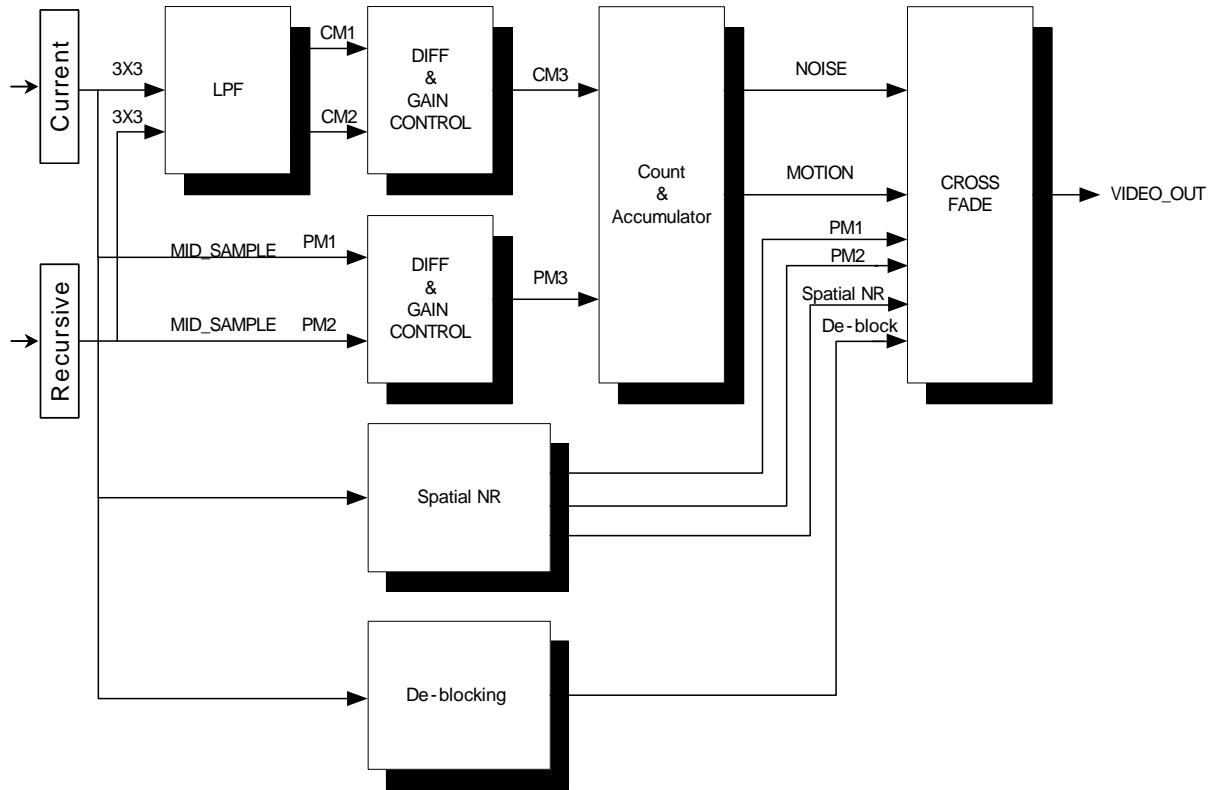 Current
Recursive
3X3
3X3
LPF
CM1
CM2
DIFF
&
GAIN
CONTROL
CM3
MID_SAMPLE
PM1
MID_SAMPLE
PM2
DIFF
&
GAIN
CONTROL
PM3
Count
&
Accumulator
NOISE
MOTION
PM1
PM2
Spatial NR
De-block
CROSS
FADE
VIDEO_OUT
Spatial NR
De-blocking